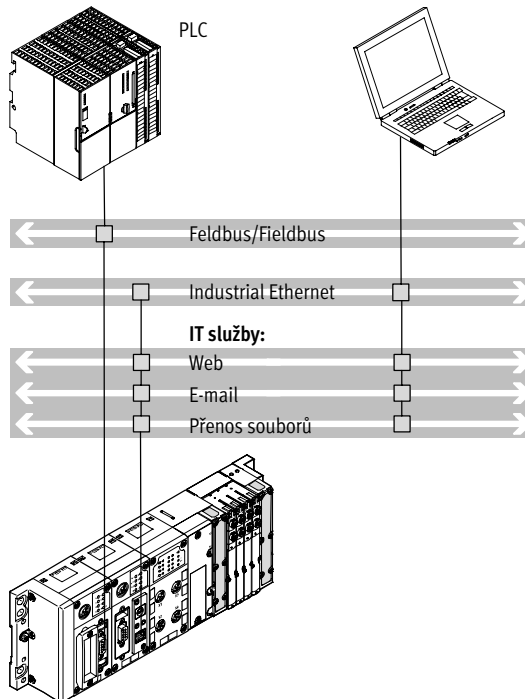 PLC
Feldbus/Fieldbus
Industrial Ethernet
IT služby:
Web
E-mail
Přenos souborů